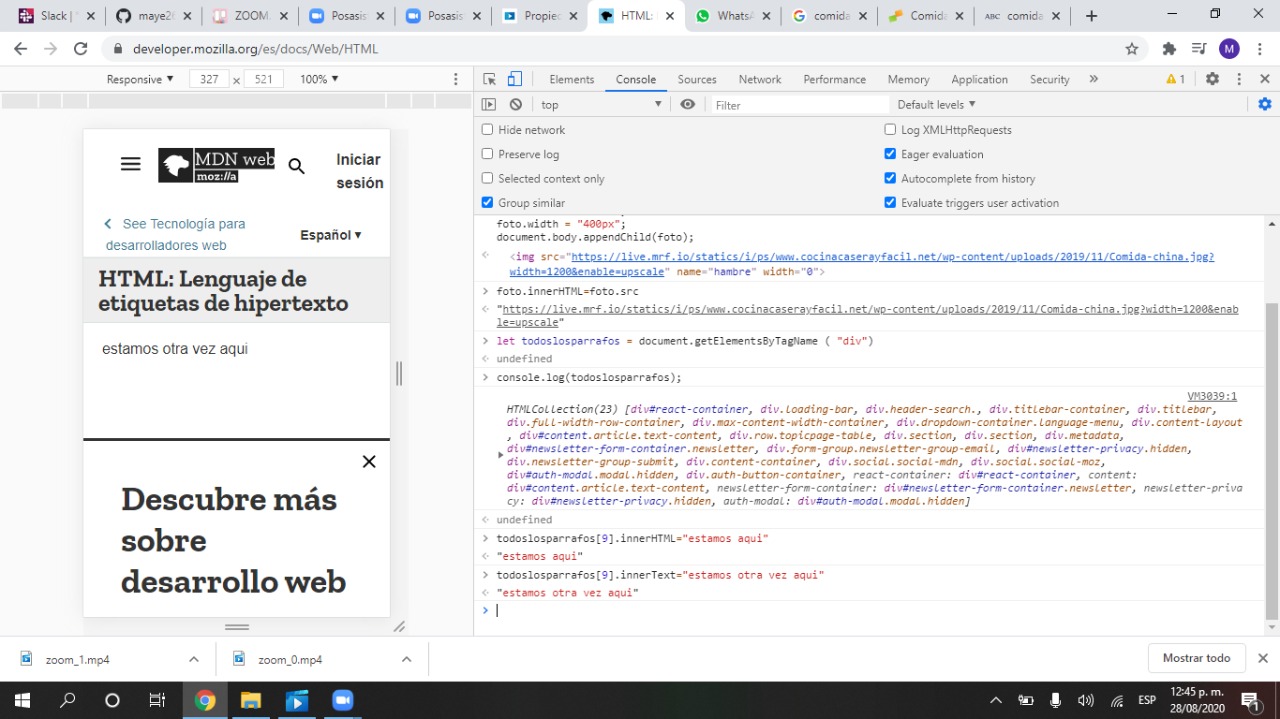 Slack |
maye2
ZOOM.
Posasis
Posasis
Propied
HTML:
WhatsA
comida
Comida
ABC comida
developer.mozilla.org/es/docs/Web/HTML
M
Responsive ▼ 327 × 521 100% ▼
Elements Console Sources Network Performance Memory Application Security » 1
top ▼ Filter Default levels ▼
Hide network
Log XMLHttpRequests
Preserve log
Eager evaluation
Selected context only
Autocomplete from history
Group similar
Evaluate triggers user activation
MDN web
moz://a
Iniciar
sesión
See Tecnología para
desarrolladores web
Español ▾
HTML: Lenguaje de
etiquetas de hipertexto
estamos otra vez aqui
Descubre más
sobre
desarrollo web
foto.width = "400px";
document.body.appendChild(foto);
<img src="https://live.mrf.io/statics/i/ps/www.cocinacaserayfacil.net/wp-content/uploads/2019/11/Comida-china.jpg?
width=1200&enable=upscale" name="hambre" width="0">
foto.innerHTML=foto.src
"https://live.mrf.io/statics/i/ps/www.cocinacaserayfacil.net/wp-content/uploads/2019/11/Comida-china.jpg?width=1200&enab
le=upscale"
let todoslosparrafos = document.getElementsByTagName ( "div")
undefined
console.log(todoslosparrafos);
VM3039:1
HTMLCollection(23) [div#react-container, div.loading-bar, div.header-search., div.titlebar-container, div.titlebar,
div.full-width-row-container, div.max-content-width-container, div.dropdown-container.language-menu, div.content-layout
, div#content.article.text-content, div.row.topicpage-table, div.section, div.section, div.metadata,
div#newsletter-form-container.newsletter, div.form-group.newsletter-group-email, div#newsletter-privacy.hidden,
div.newsletter-group-submit, div.content-container, div.social.social-mdn, div.social.social-moz,
div#auth-modal.modal.hidden, div.auth-button-container, react-container: div#react-container, content:
div#content.article.text-content, newsletter-form-container: div#newsletter-form-container.newsletter, newsletter-priva
cy: div#newsletter-privacy.hidden, auth-modal: div#auth-modal.modal.hidden]
undefined
todoslosparrafos[9].innerHTML="estamos aqui"
"estamos aqui"
todoslosparrafos[9].innerText="estamos otra vez aqui"
"estamos otra vez aqui"
zoom_1.mp4
zoom_0.mp4
Mostrar todo
ESP
12:45 p. m.
28/08/2020
1